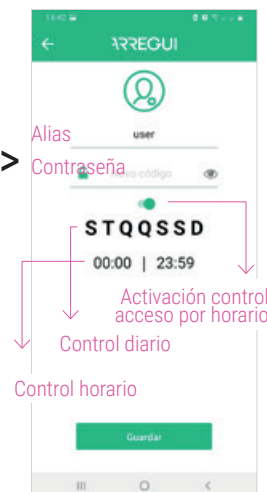 14:42
ARREGUI
Alias
user
>
Contraseña
Nuevo código
STQQSSD
00:00 | 23:59
Activación control
acceso por horario
Control diario
Control horario
Guardar